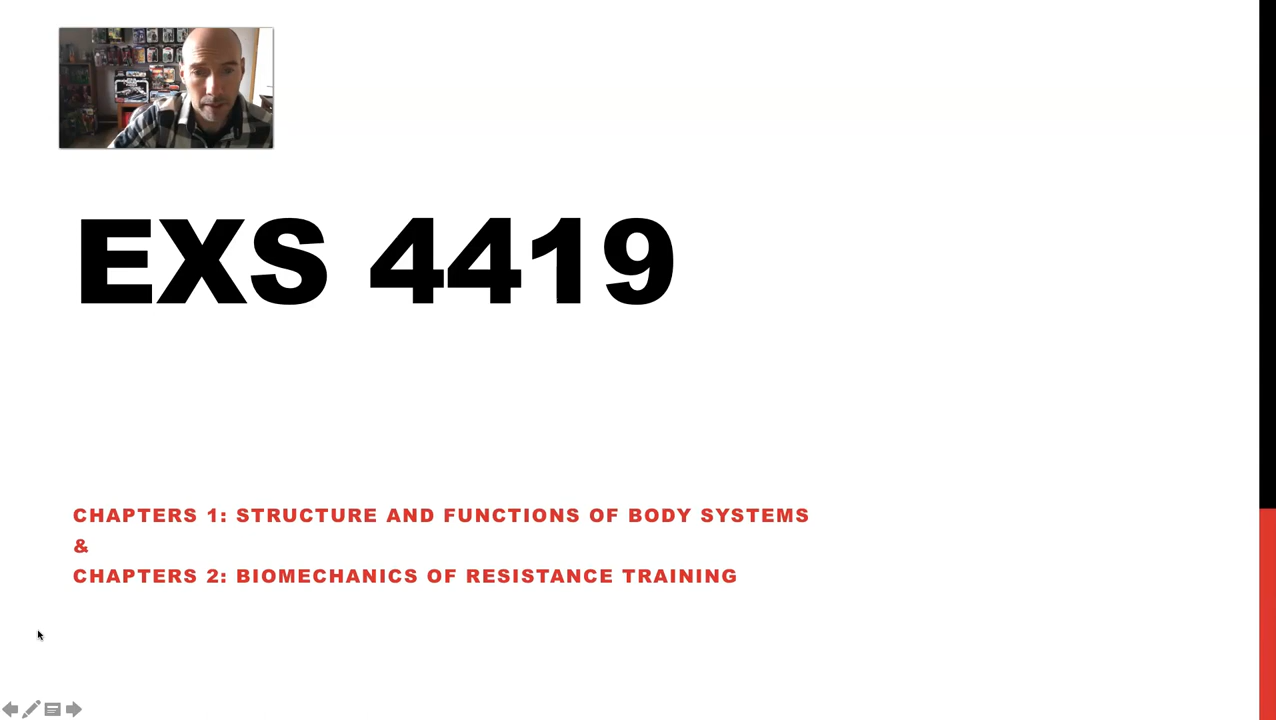 EXS 4419
CHAPTERS 1: STRUCTURE AND FUNCTIONS OF BODY SYSTEMS
&
CHAPTERS 2: BIOMECHANICS OF RESISTANCE TRAINING